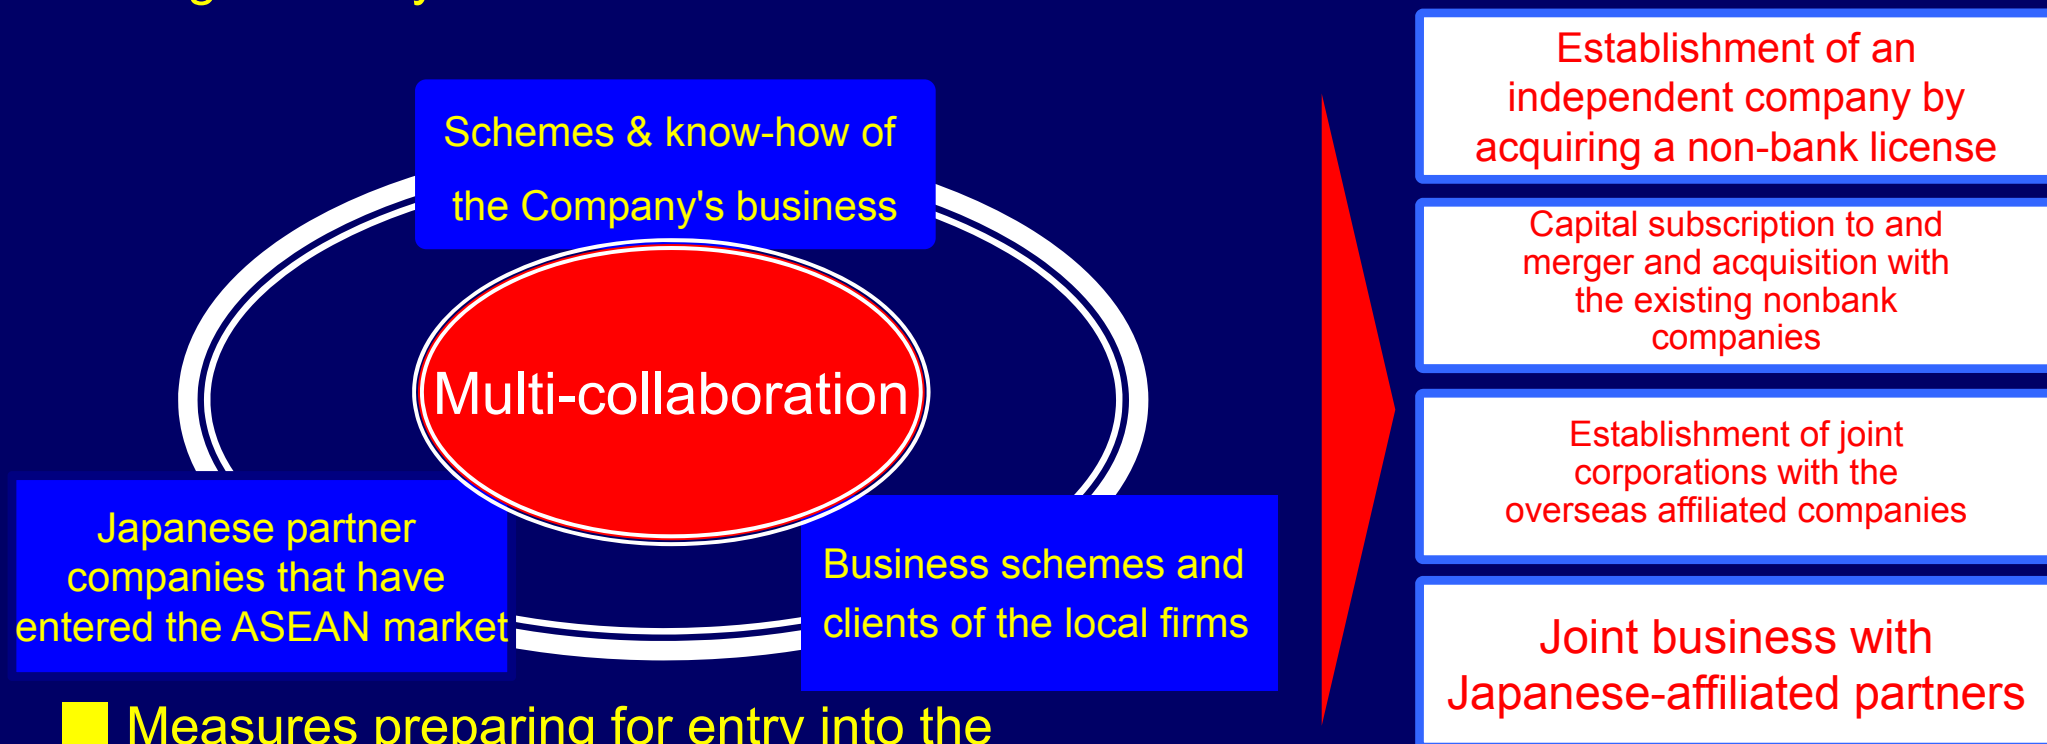 Schemes & know-how of
the Company's business
Multi-collaboration
Japanese partner
companies that have
entered the ASEAN market
Business schemes and
clients of the local firms
Establishment of an
independent company by
acquiring a non-bank license
Capital subscription to and
merger and acquisition with
the existing nonbank
companies
Establishment of joint
corporations with the
overseas affiliated companies
Joint business with
Japanese-affiliated partners
Measures preparing for entry into the